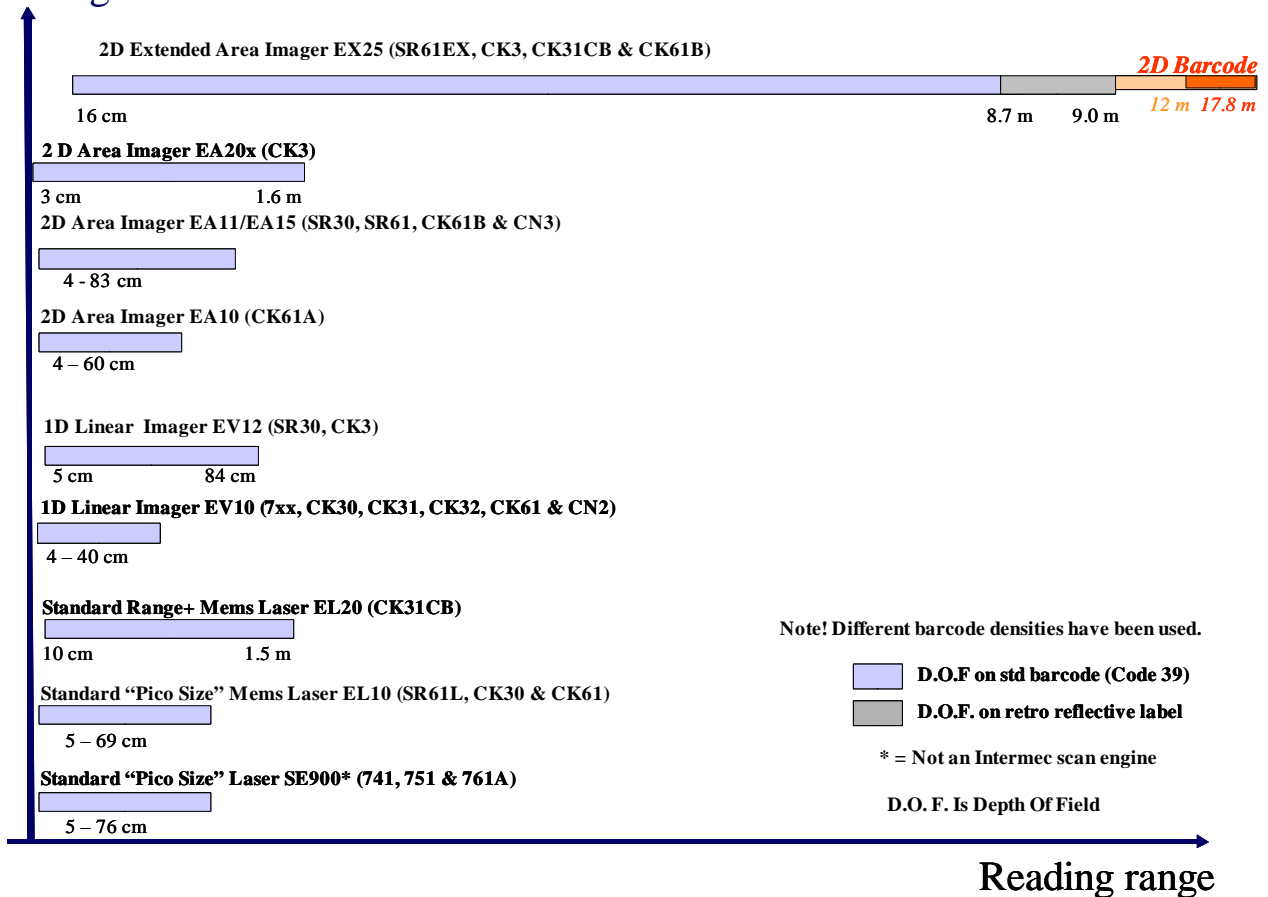 2D Extended Area Imager EX25 (SR61EX, CK3, CK31CB & CK61B)
2D Barcode
16 cm
8.7 m
9.0 m
12 m
17.8 m
2 D Area Imager EA20x (CK3)
3 cm
1.6 m
2D Area Imager EA11/EA15 (SR30, SR61, CK61B & CN3)
4 - 83 cm
2D Area Imager EA10 (CK61A)
4 – 60 cm
1D Linear Imager EV12 (SR30, CK3)
5 cm
84 cm
1D Linear Imager EV10 (7xx, CK30, CK31, CK32, CK61 & CN2)
4 – 40 cm
Standard Range+ Mems Laser EL20 (CK31CB)
10 cm
1.5 m
Standard “Pico Size” Mems Laser EL10 (SR61L, CK30 & CK61)
5 – 69 cm
Standard “Pico Size” Laser SE900* (741, 751 & 761A)
5 – 76 cm
Note! Different barcode densities have been used.
D.O.F on std barcode (Code 39)
D.O.F. on retro reflective label
* = Not an Intermec scan engine
D.O. F. Is Depth Of Field
Reading range